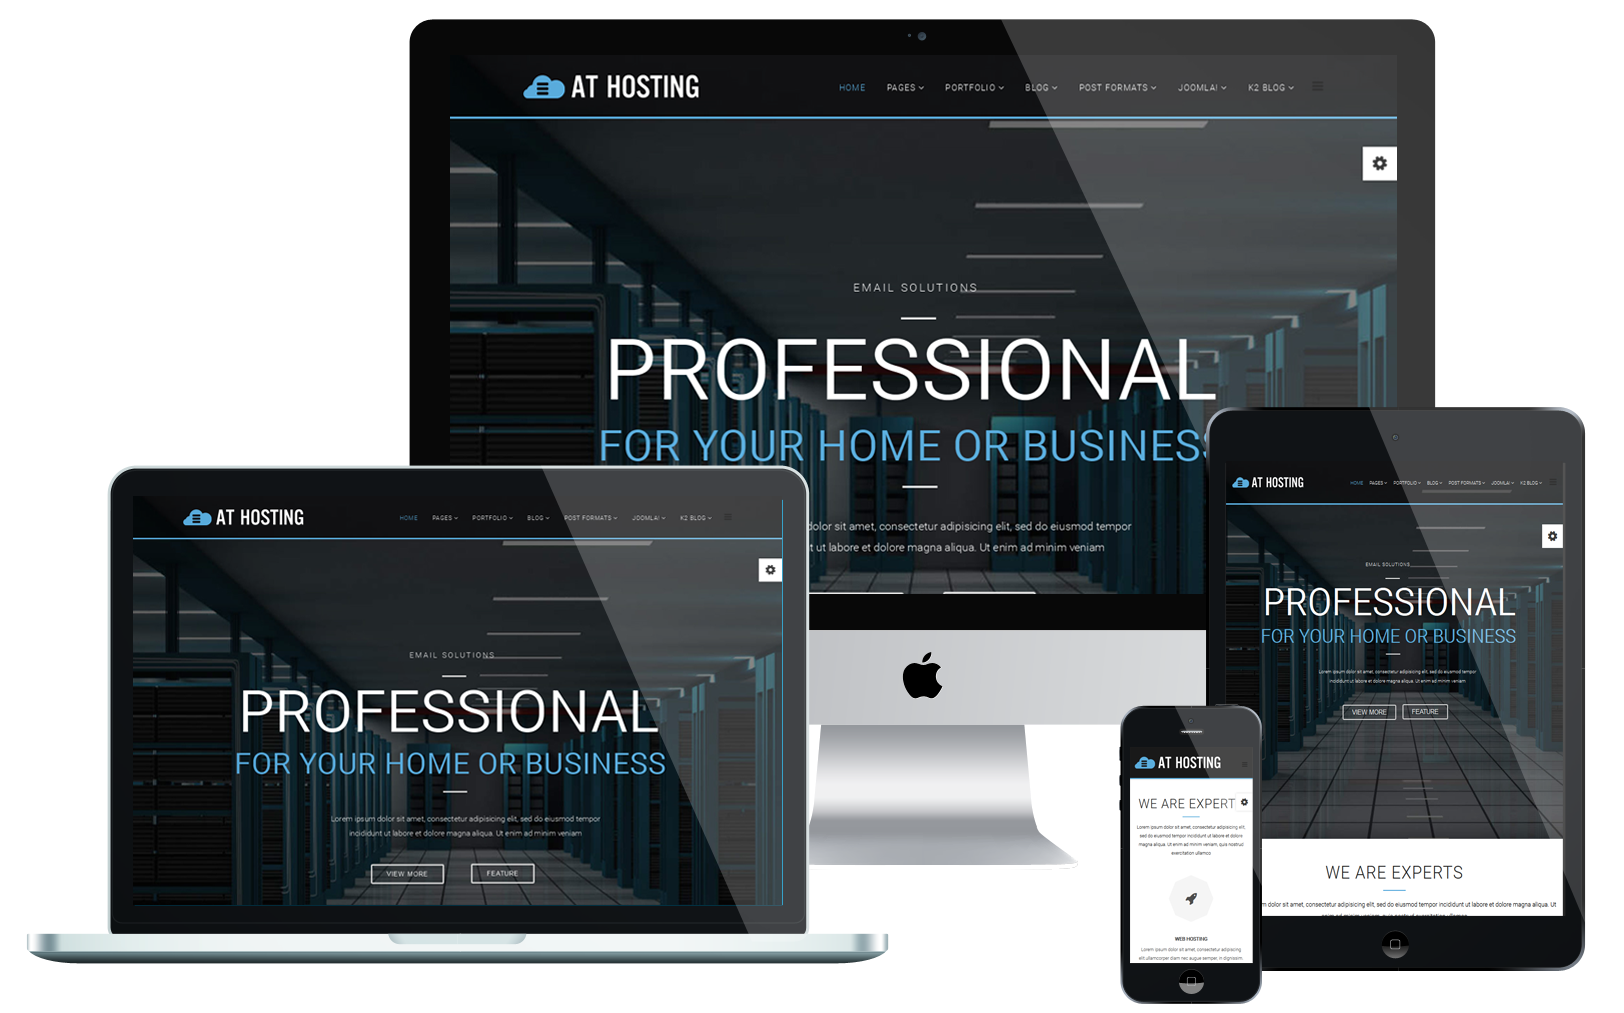 AT HOSTING
HOME PAGES PORTFOLIO BLOG POST FORMATS JOOMLA! K2 BLOG
EMAIL SOLUTIONS
PROFESSIONAL
FOR YOUR HOME OR BUSINESS
dolor sit amet, consectetur adipisicing elit, sed do eiusmod tempor
ut labore et dolore magna aliqua. Ut enim ad minim veniam
AT HOSTING
HOME PAGES PORTFOLIO BLOG POST FORMATS JOOMLA! K2 BLOG
EMAIL SOLUTIONS
PROFESSIONAL
FOR YOUR HOME OR BUSINESS
Lorem ipsum dolor sit amet, consectetur adipisicing elit, sed do eiusmod tempor
incididunt ut labore et dolore magna aliqua. Ut enim ad minim veniam
VIEW MORE FEATURE
AT HOSTING
HOME PAGES PORTFOLIO BLOG POST FORMATS JOOMLA! K2 BLOG
EMAIL SOLUTIONS
PROFESSIONAL
FOR YOUR HOME OR BUSINESS
Lorem ipsum dolor sit amet, consectetur adipisicing elit, sed do eiusmod tempor
incididunt ut labore et dolore magna aliqua. Ut enim ad minim veniam
VIEW MORE FEATURE
WE ARE EXPERTS
dolor sit amet, consectetur adipisicing elit, sed do eiusmod tempor incididunt ut labore et dolore magna aliqua. Ut
AT HOSTING
WE ARE EXPERT
Lorem ipsum dolor sit amet, consectetur adipisicing elit,
sed do eiusmod tempor incididunt ut labore et dolore
magna aliqua. Ut enim ad minim veniam, quis nostrud
exercitation ullamco
WEB HOSTING
Lorem ipsum dolor sit amet, consectetur adipiscing
elit ullamcorper diam nec augue semper, in dignissim